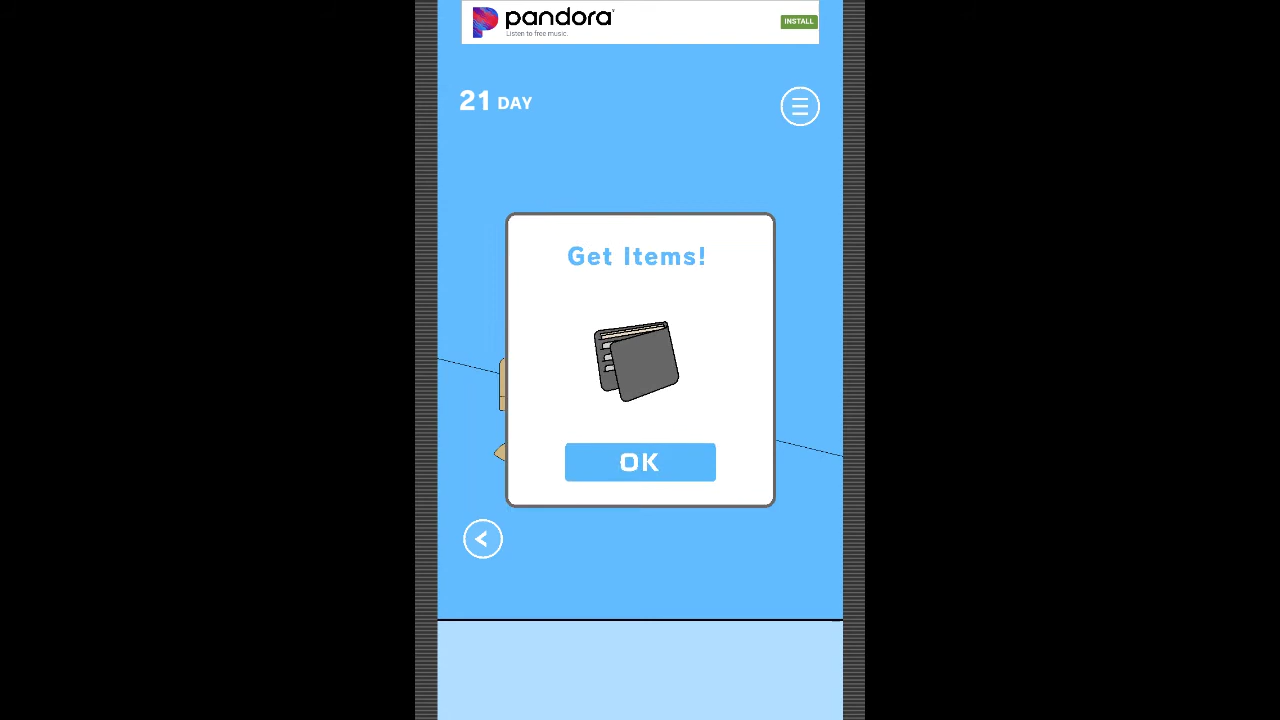 pandora
Listen to free music.
INSTALL
21 DAY
Get Items!
OK